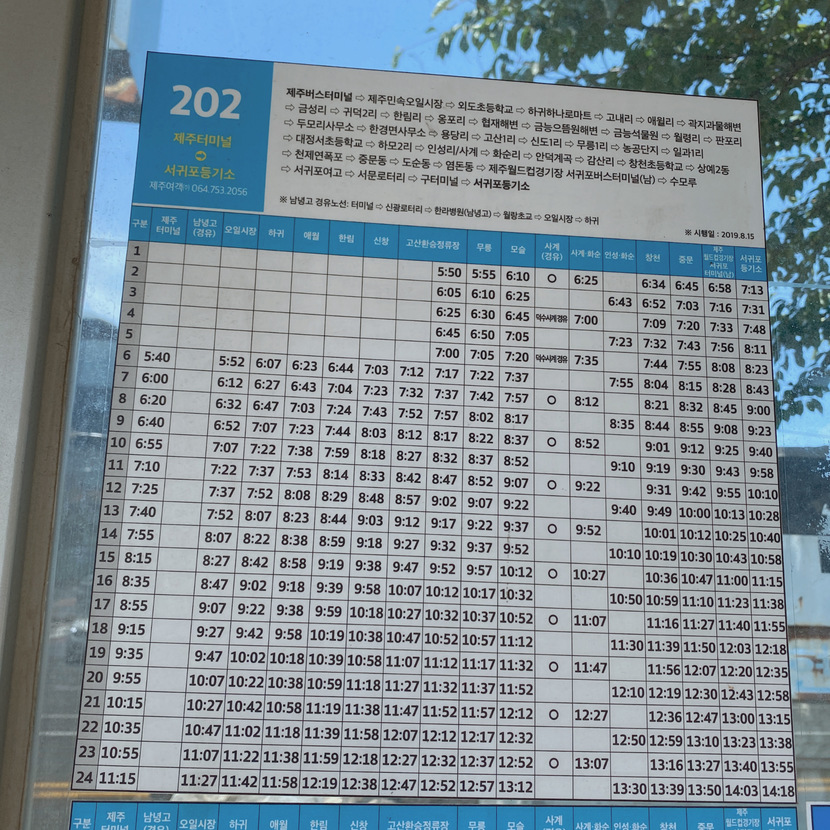 202
제주터미널
➲
서귀포등기소
제주여객㈜ 064.753.2056
제주버스터미널 ⇨ 제주민속오일시장 ⇨ 외도초등학교 ⇨ 하귀하나로마트 ⇨ 고내리 ⇨ 애월리 ⇨ 곽지과물해변
⇨ 금성리 ⇨ 귀덕2리 ⇨ 한림리 ⇨ 옹포리 ⇨ 협재해변 ⇨ 금능으뜸원해변 ⇨ 금능석물원 ⇨ 월령리 ⇨ 판포리
⇨ 두모리사무소 ⇨ 한경면사무소 ⇨ 용당리 ⇨ 고산1리 ⇨ 신도1리 ⇨ 무릉1리 ⇨ 농공단지 ⇨ 일과1리
⇨ 대정서초등학교 ⇨ 하모2리 ⇨ 인성리/사계 ⇨ 화순리 ⇨ 안덕계곡 ⇨ 감산리 ⇨ 창천초등학교 ⇨ 상예2동
⇨ 천제연폭포 ⇨ 중문동 ⇨ 도순동 ⇨ 염돈동 ⇨ 제주월드컵경기장 서귀포버스터미널(남) ⇨ 수모루
⇨ 서귀포여고 ⇨ 서문로터리 ⇨ 구터미널 ⇨ 서귀포등기소
※ 남녕고 경유노선: 터미널 ⇨ 신광로터리 ⇨ 한라병원(남녕고) ⇨ 월랑초교 ⇨ 오일시장 ⇨ 하귀
※ 시행일 : 2019.8.15
구분 제주터미널 남녕고(경유) 오일시장 하귀 애월 한림 신창 고산환승정류장 무릉 모슬 사계(경유) 사계·화순 인성·화순 창천 중문 제주월드컵경기장서귀포터미널(남) 서귀포등기소
1 5:50 5:55 6:10 ○ 6:25 6:34 6:45 6:58 7:13
2 6:05 6:10 6:25 6:43 6:52 7:03 7:16 7:31
3 6:25 6:30 6:45 덕수사계경유 7:00 7:09 7:20 7:33 7:48
4 6:45 6:50 7:05 7:23 7:32 7:43 7:56 8:11
5 7:00 7:05 7:20 덕수사계경유 7:35 7:44 7:55 8:08 8:23
6 5:40 5:52 6:07 6:23 6:44 7:03 7:12 7:17 7:22 7:37 7:55 8:04 8:15 8:28 8:43
7 6:00 6:12 6:27 6:43 7:04 7:23 7:32 7:37 7:42 7:57 ○ 8:12 8:21 8:32 8:45 9:00
8 6:20 6:32 6:47 7:03 7:24 7:43 7:52 7:57 8:02 8:17 8:35 8:44 8:55 9:08 9:23
9 6:40 6:52 7:07 7:23 7:44 8:03 8:12 8:17 8:22 8:37 ○ 8:52 9:01 9:12 9:25 9:40
10 6:55 7:07 7:22 7:38 7:59 8:18 8:27 8:32 8:37 8:52 9:10 9:19 9:30 9:43 9:58
11 7:10 7:22 7:37 7:53 8:14 8:33 8:42 8:47 8:52 9:07 ○ 9:22 9:31 9:42 9:55 10:10
12 7:25 7:37 7:52 8:08 8:29 8:48 8:57 9:02 9:07 9:22 9:40 9:49 10:00 10:13 10:28
13 7:40 7:52 8:07 8:23 8:44 9:03 9:12 9:17 9:22 9:37 ○ 9:52 10:01 10:12 10:25 10:40
14 7:55 8:07 8:22 8:38 8:59 9:18 9:27 9:32 9:37 9:52 10:10 10:19 10:30 10:43 10:58
15 8:15 8:27 8:42 8:58 9:19 9:38 9:47 9:52 9:57 10:12 ○ 10:27 10:36 10:47 11:00 11:15
16 8:35 8:47 9:02 9:18 9:39 9:58 10:07 10:12 10:17 10:32 10:50 10:59 11:10 11:23 11:38
17 8:55 9:07 9:22 9:38 9:59 10:18 10:27 10:32 10:37 10:52 ○ 11:07 11:16 11:27 11:40 11:55
18 9:15 9:27 9:42 9:58 10:19 10:38 10:47 10:52 10:57 11:12 11:30 11:39 11:50 12:03 12:18
19 9:35 9:47 10:02 10:18 10:39 10:58 11:07 11:12 11:17 11:32 ○ 11:47 11:56 12:07 12:20 12:35
20 9:55 10:07 10:22 10:38 10:59 11:18 11:27 11:32 11:37 11:52 12:10 12:19 12:30 12:43 12:58
21 10:15 10:27 10:42 10:58 11:19 11:38 11:47 11:52 11:57 12:12 ○ 12:27 12:36 12:47 13:00 13:15
22 10:35 10:47 11:02 11:18 11:39 11:58 12:07 12:12 12:17 12:32 12:50 12:59 13:10 13:23 13:38
23 10:55 11:07 11:22 11:38 11:59 12:18 12:27 12:32 12:37 12:52 ○ 13:07 13:16 13:27 13:40 13:55
24 11:15 11:27 11:42 11:58 12:19 12:38 12:47 12:52 12:57 13:12 13:30 13:39 13:50 14:03 14:18
구분 제주터미널 남녕고(경유) 오일시장 하귀 애월 한림 신창 고산환승정류장 무릉 모슬 사계 사계·화순 인성·화순 창천 중문 제주월드컵경기장 서귀포